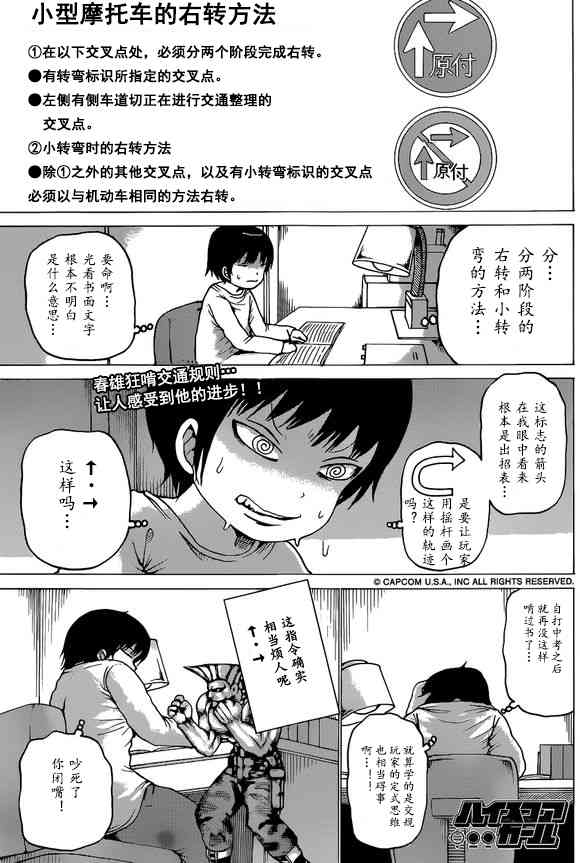 小型摩托车的右转方法
①在以下交叉点处，必须分两个阶段完成右转。
●有转弯标识所指定的交叉点。
●左侧有侧车道切正在进行交通整理的
交叉点。
②小转弯时的右转方法
●除①之外的其他交叉点，以及有小转弯标识的交叉点
必须以与机动车相同的方法右转。
原付
原付
分…
分两阶段的
右转和小转
弯的方法…
要命啊…
光看书面文字
根本不明白
是什么意思…
春雄狂啃交通规则…
让人感受到他的进步！！
这标志的箭头
在我眼中看来
根本是出招表…
是要让玩家
用摇杆画个
这样的轨迹
吗？
↑・→
这样吗…
© CAPCOM U.S.A., INC ALL RIGHTS RESERVED.
自打中考之后
就再没这样
啃过书了…
就算学的是交规
玩家的定式思维
也相当碍事
啊…！！
这指令确实
相当烦人呢
↑・→
吵死了
你闭嘴！
ハイスコア
ガール